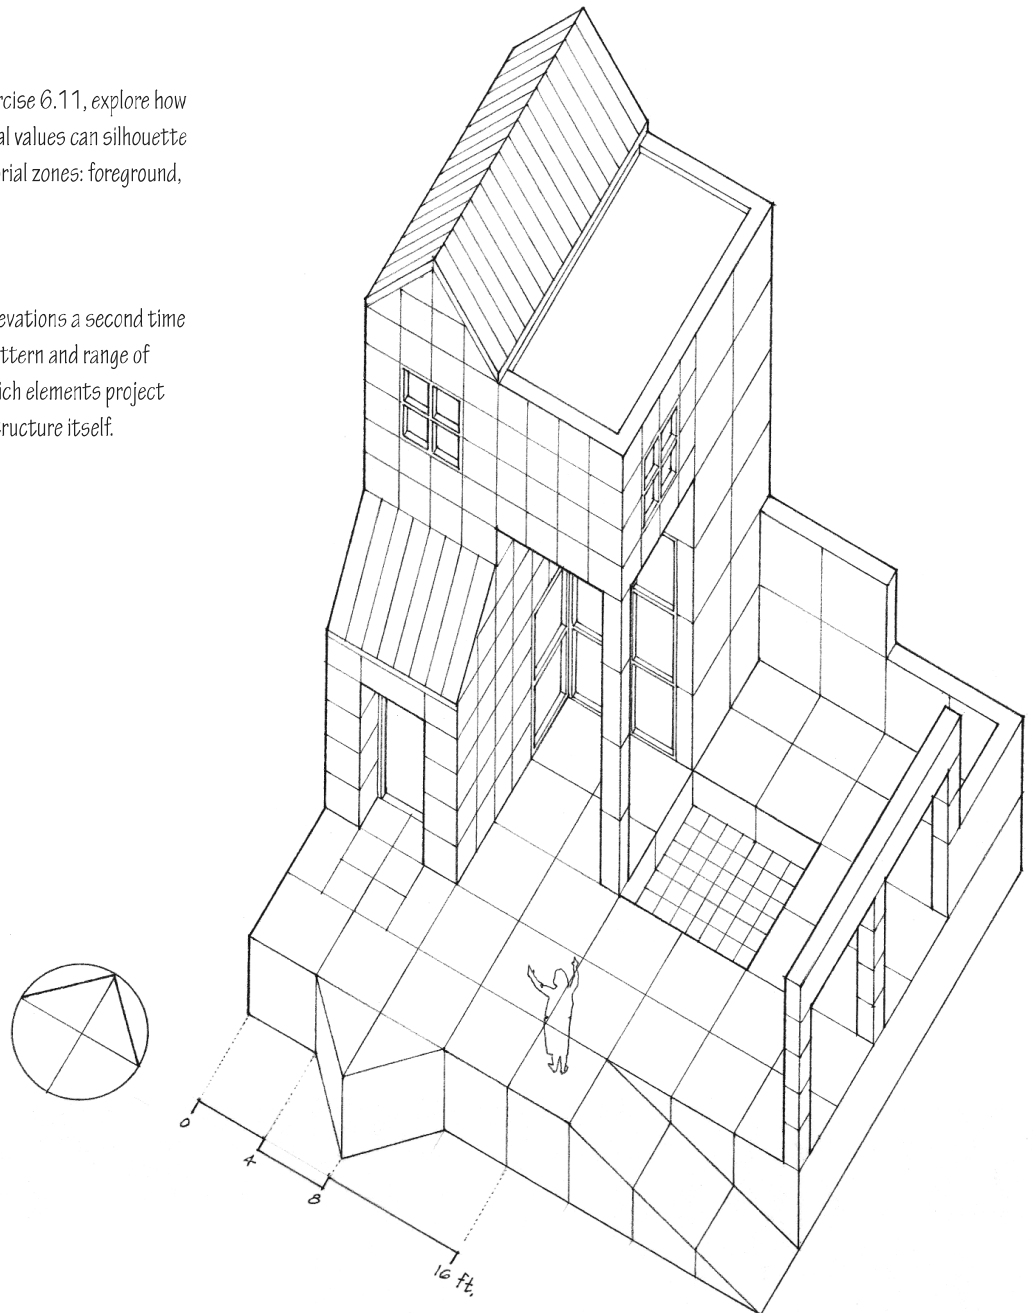 rcise 6.11, explore how
al values can silhouette
rial zones: foreground,
evations a second time
ttern and range of
ich elements project
tructure itself.
0
4
8
16 ft.